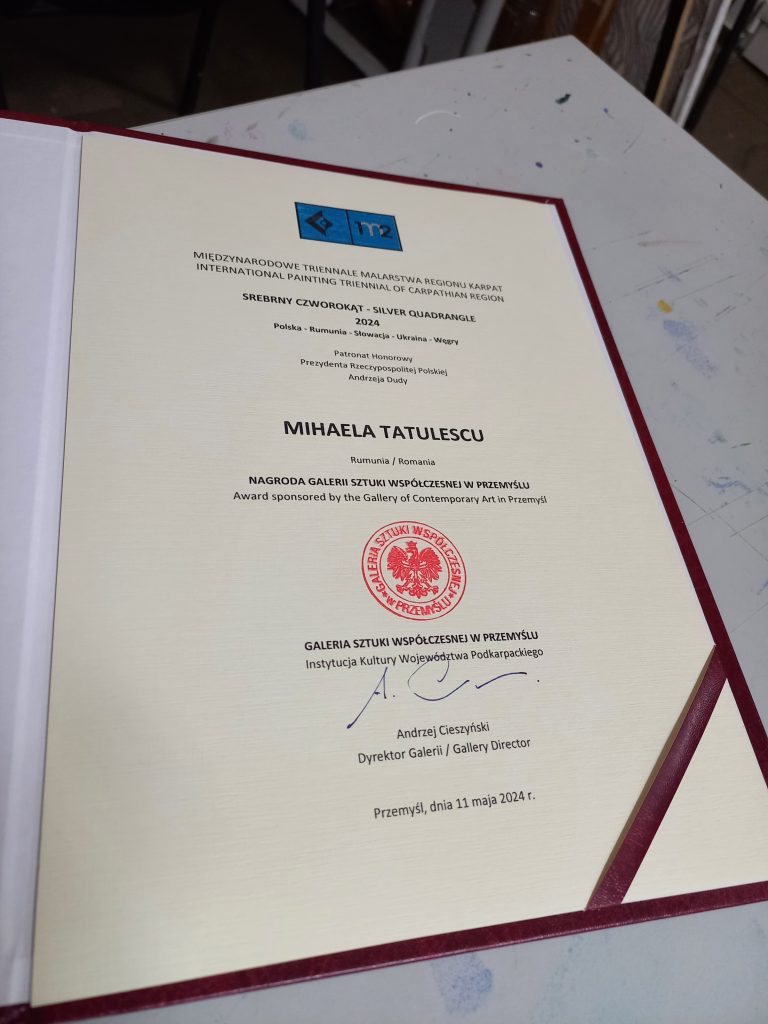 m2
MIĘDZYNARODOWE TRIENNALE MALARSTWA REGIONU KARPAT
INTERNATIONAL PAINTING TRIENNIAL OF CARPATHIAN REGION
SREBRNY CZWOROKĄT - SILVER QUADRANGLE
2024
Polska - Rumunia - Słowacja - Ukraina - Węgry
Patronat Honorowy
Prezydenta Rzeczypospolitej Polskiej
Andrzeja Dudy
MIHAELA TATULESCU
Rumunia / Romania
NAGRODA GALERII SZTUKI WSPÓŁCZESNEJ W PRZEMYŚLU
Award sponsored by the Gallery of Contemporary Art in Przemyśl
GALERIA SZTUKI WSPÓŁCZESNEJ
w PRZEMYŚLU
GALERIA SZTUKI WSPÓŁCZESNEJ W PRZEMYŚLU
Instytucja Kultury Województwa Podkarpackiego
Andrzej Cieszyński
Dyrektor Galerii / Gallery Director
Przemyśl, dnia 11 maja 2024 r.